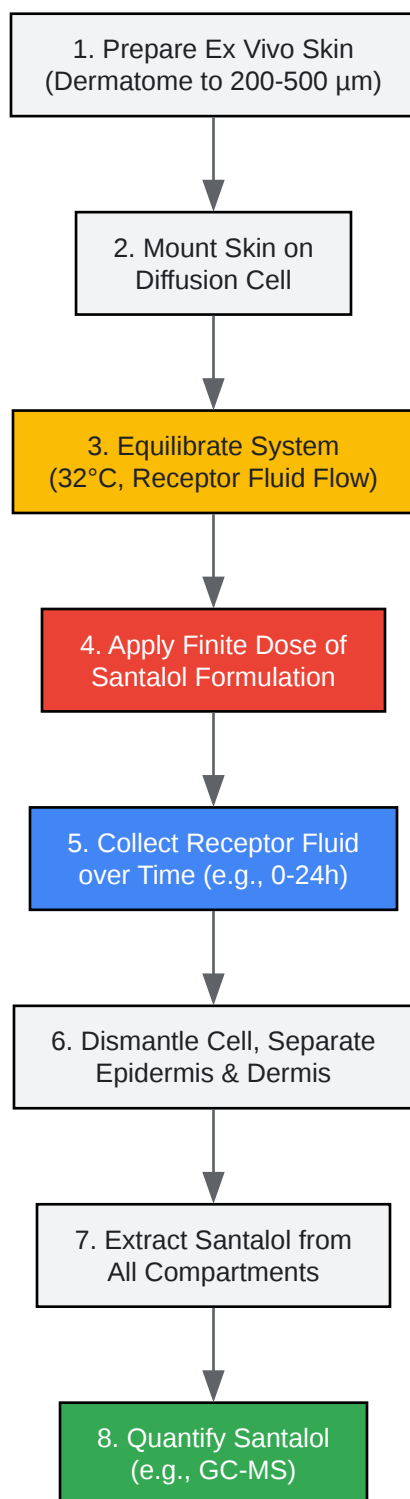 1. Prepare Ex Vivo Skin
(Dermatome to 200-500 µm)
2. Mount Skin on
Diffusion Cell
3. Equilibrate System
(32°C, Receptor Fluid Flow)
4. Apply Finite Dose of
Santalol Formulation
5. Collect Receptor Fluid
over Time (e.g., 0-24h)
6. Dismantle Cell, Separate
Epidermis & Dermis
7. Extract Santalol from
All Compartments
8. Quantify Santalol
(e.g., GC-MS)